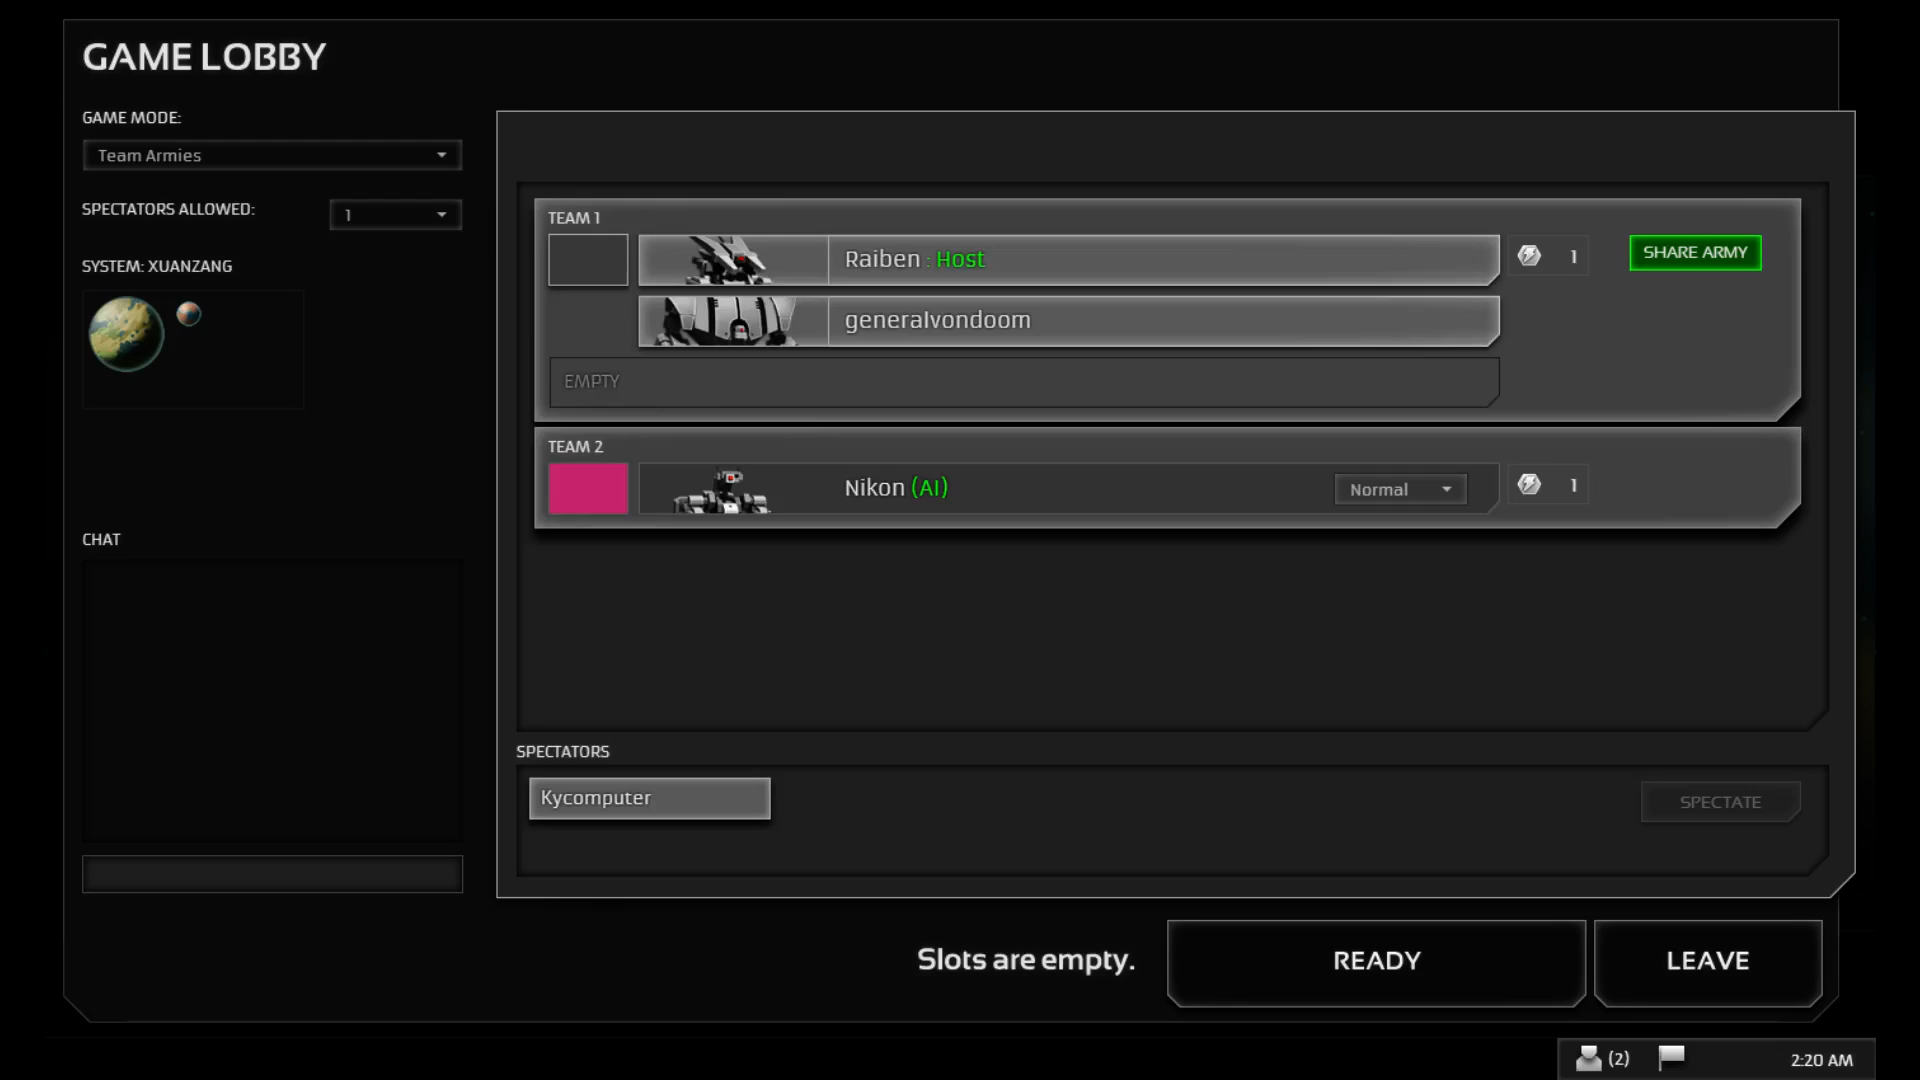 GAME LOBBY
GAME MODE:
Team Armies
SPECTATORS ALLOWED:
1
SYSTEM: XUANZANG
CHAT
TEAM 1
Raiben : Host
1
SHARE ARMY
generalvondoom
EMPTY
TEAM 2
Nikon (AI)
Normal
1
SPECTATORS
Kycomputer
SPECTATE
Slots are empty.
READY
LEAVE
(2)
2:20 AM